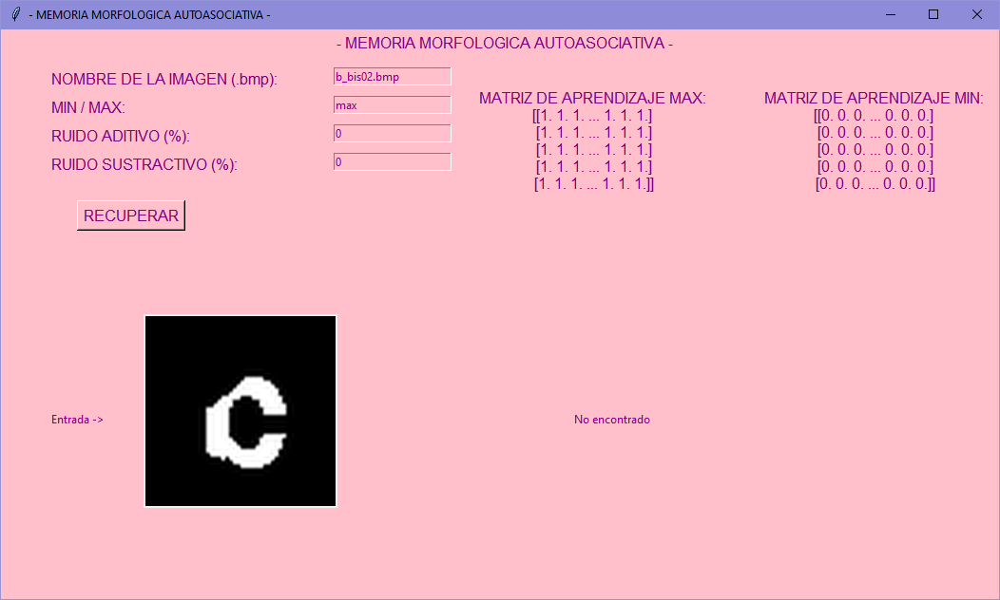 - MEMORIA MORFOLOGICA AUTOASOCIATIVA -
- MEMORIA MORFOLOGICA AUTOASOCIATIVA -
NOMBRE DE LA IMAGEN (.bmp): b_bis02.bmp
MIN / MAX: max
RUIDO ADITIVO (%): 0
RUIDO SUSTRACTIVO (%): 0
RECUPERAR
MATRIZ DE APRENDIZAJE MAX:
[[1. 1. 1. ... 1. 1. 1.]
[1. 1. 1. ... 1. 1. 1.]
[1. 1. 1. ... 1. 1. 1.]
[1. 1. 1. ... 1. 1. 1.]
[1. 1. 1. ... 1. 1. 1.]]
MATRIZ DE APRENDIZAJE MIN:
[[0. 0. 0. ... 0. 0. 0.]
[0. 0. 0. ... 0. 0. 0.]
[0. 0. 0. ... 0. 0. 0.]
[0. 0. 0. ... 0. 0. 0.]
[0. 0. 0. ... 0. 0. 0.]]
Entrada ->
c
No encontrado